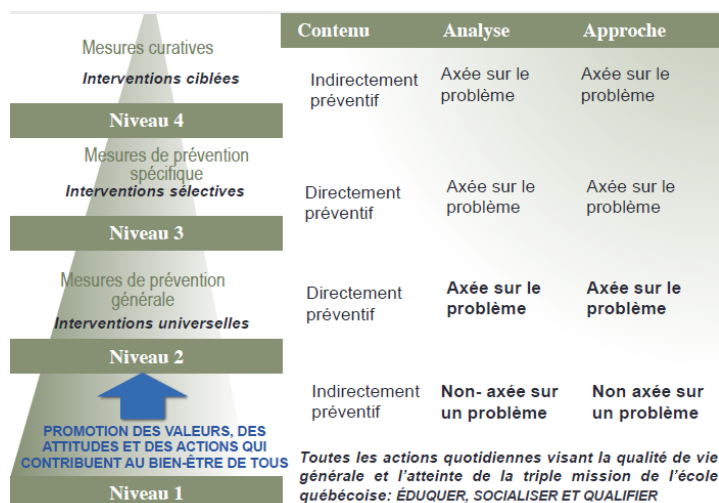 Contenu Analyse Approche
Mesures curatives
Interventions ciblées
Indirectement
préventif
Axée sur le
problème
Axée sur le
problème
Niveau 4
Mesures de prévention
spécifique
Interventions sélectives
Directement
préventif
Axée sur le
problème
Axée sur le
problème
Niveau 3
Mesures de prévention
générale
Interventions universelles
Directement
préventif
Axée sur le
problème
Axée sur le
problème
Niveau 2
PROMOTION DES VALEURS, DES
ATTITUDES ET DES ACTIONS QUI
CONTRIBUENT AU BIEN-ÊTRE DE TOUS
Indirectement
préventif
Non- axée sur
un problème
Non axée sur
un problème
Niveau 1
Toutes les actions quotidiennes visant la qualité de vie
générale et l'atteinte de la triple mission de l'école
québécoise: ÉDUQUER, SOCIALISER ET QUALIFIER